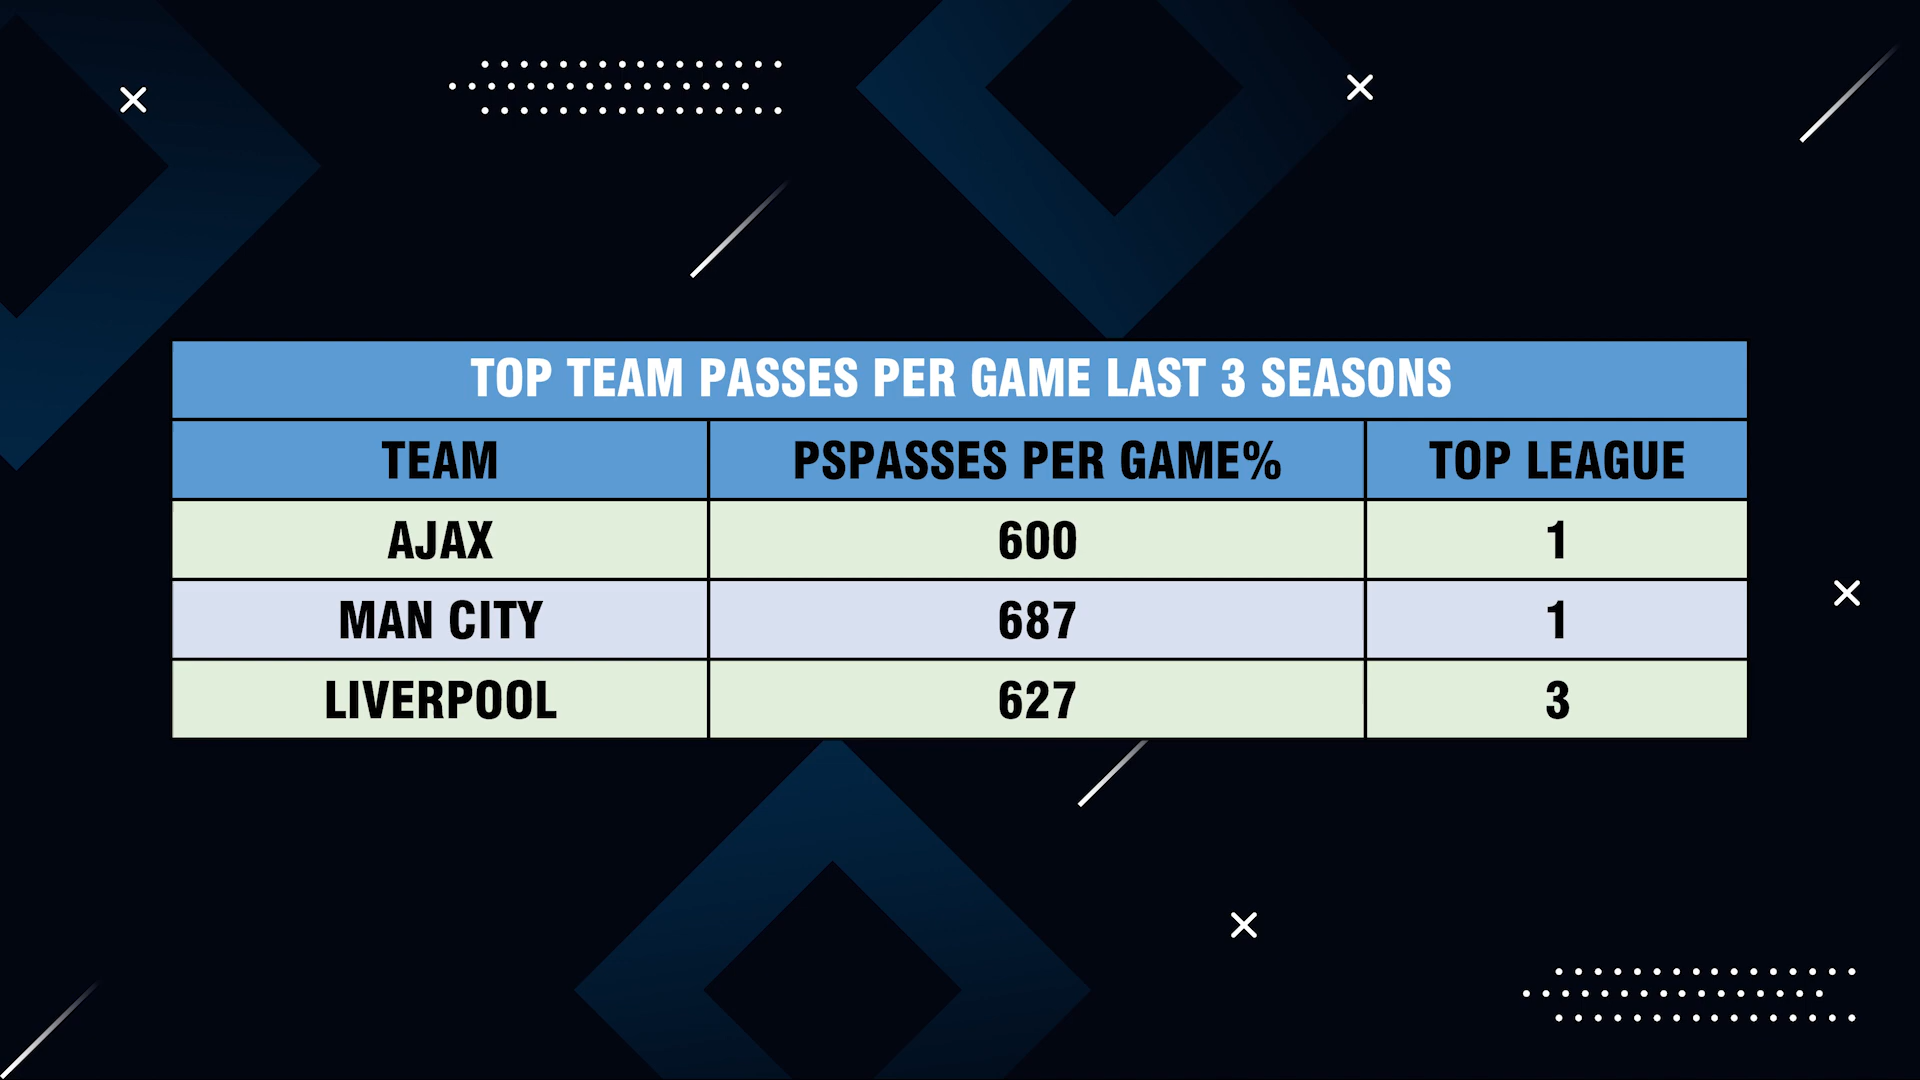 TOP TEAM PASSES PER GAME LAST 3 SEASONS
TEAM PSPASSES PER GAME% TOP LEAGUE
AJAX 600 1
MAN CITY 687 1
LIVERPOOL 627 3